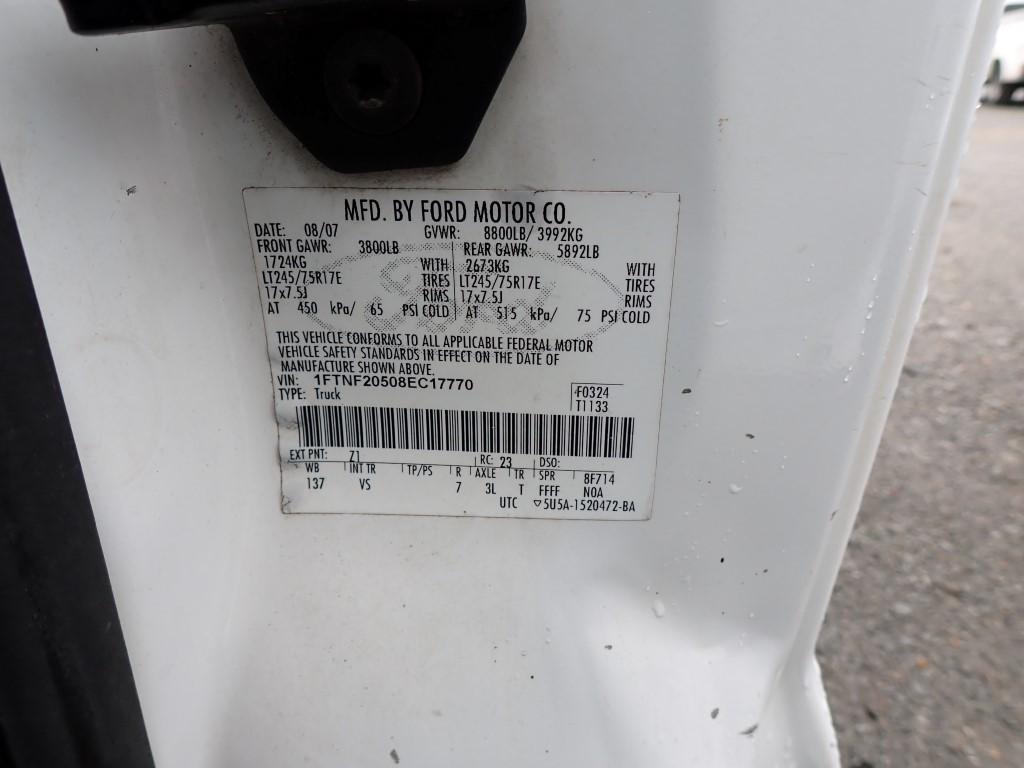 MFD. BY FORD MOTOR CO.
DATE: 08/07 GVWR: 8800LB/ 3992KG
FRONT GAWR: 3800LB REAR GAWR: 5892LB
1724KG WITH 2673KG WITH
LT245/75R17E TIRES LT245/75R17E TIRES
17x7.5J RIMS 17x7.5J RIMS
AT 450 kPa/ 65 PSI COLD AT 515 kPa/ 75 PSI COLD
THIS VEHICLE CONFORMS TO ALL APPLICABLE FEDERAL MOTOR
VEHICLE SAFETY STANDARDS IN EFFECT ON THE DATE OF
MANUFACTURE SHOWN ABOVE.
VIN: 1FTNF20508EC17770
TYPE: Truck
F0324
T1133
EXT PNT: Z1 RC: 23 DSO:
WB INT TR TP/PS R AXLE TR SPR 8F714
137 VS 7 3L T FFFF N0A
UTC ▽5U5A-1520472-BA